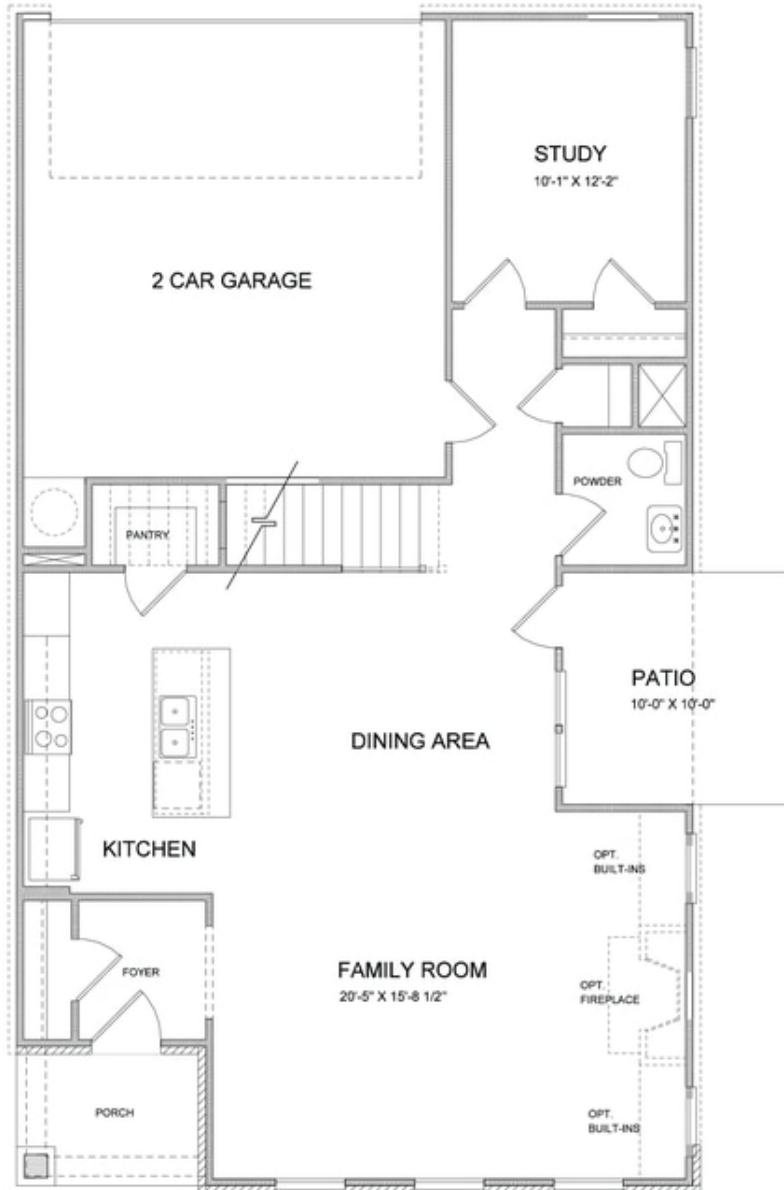 STUDY
10'-1" X 12'-2"
2 CAR GARAGE
POWDER
PANTRY
PATIO
10'-0" X 10'-0"
DINING AREA
KITCHEN
OPT.
BUILT-INS
FOYER
FAMILY ROOM
20'-5" X 15'-8 1/2"
OPT.
FIREPLACE
PORCH
OPT.
BUILT-INS